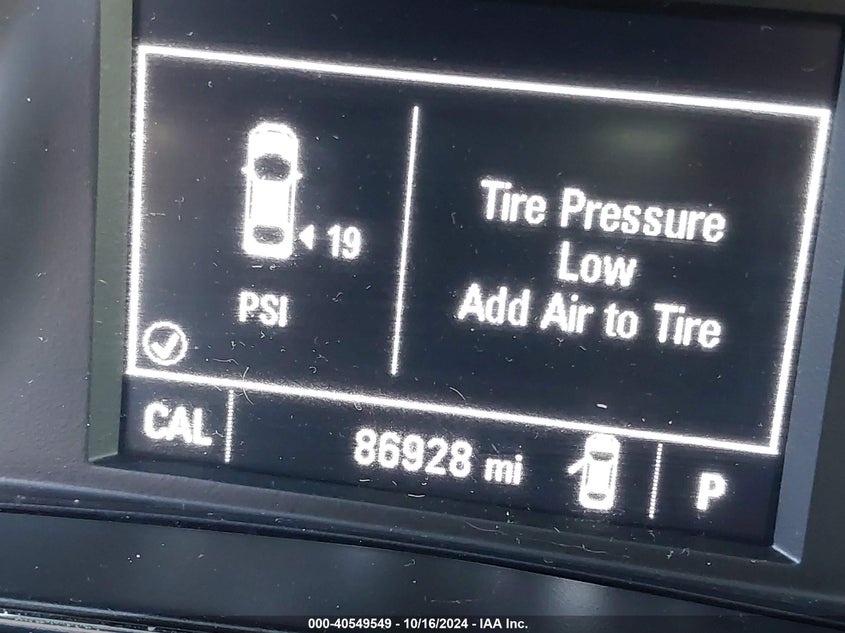 19
PSI
Tire Pressure
Low
Add Air to Tire
CAL
86928 mi
P
000-40549549 - 10/16/2024 - IAA Inc.